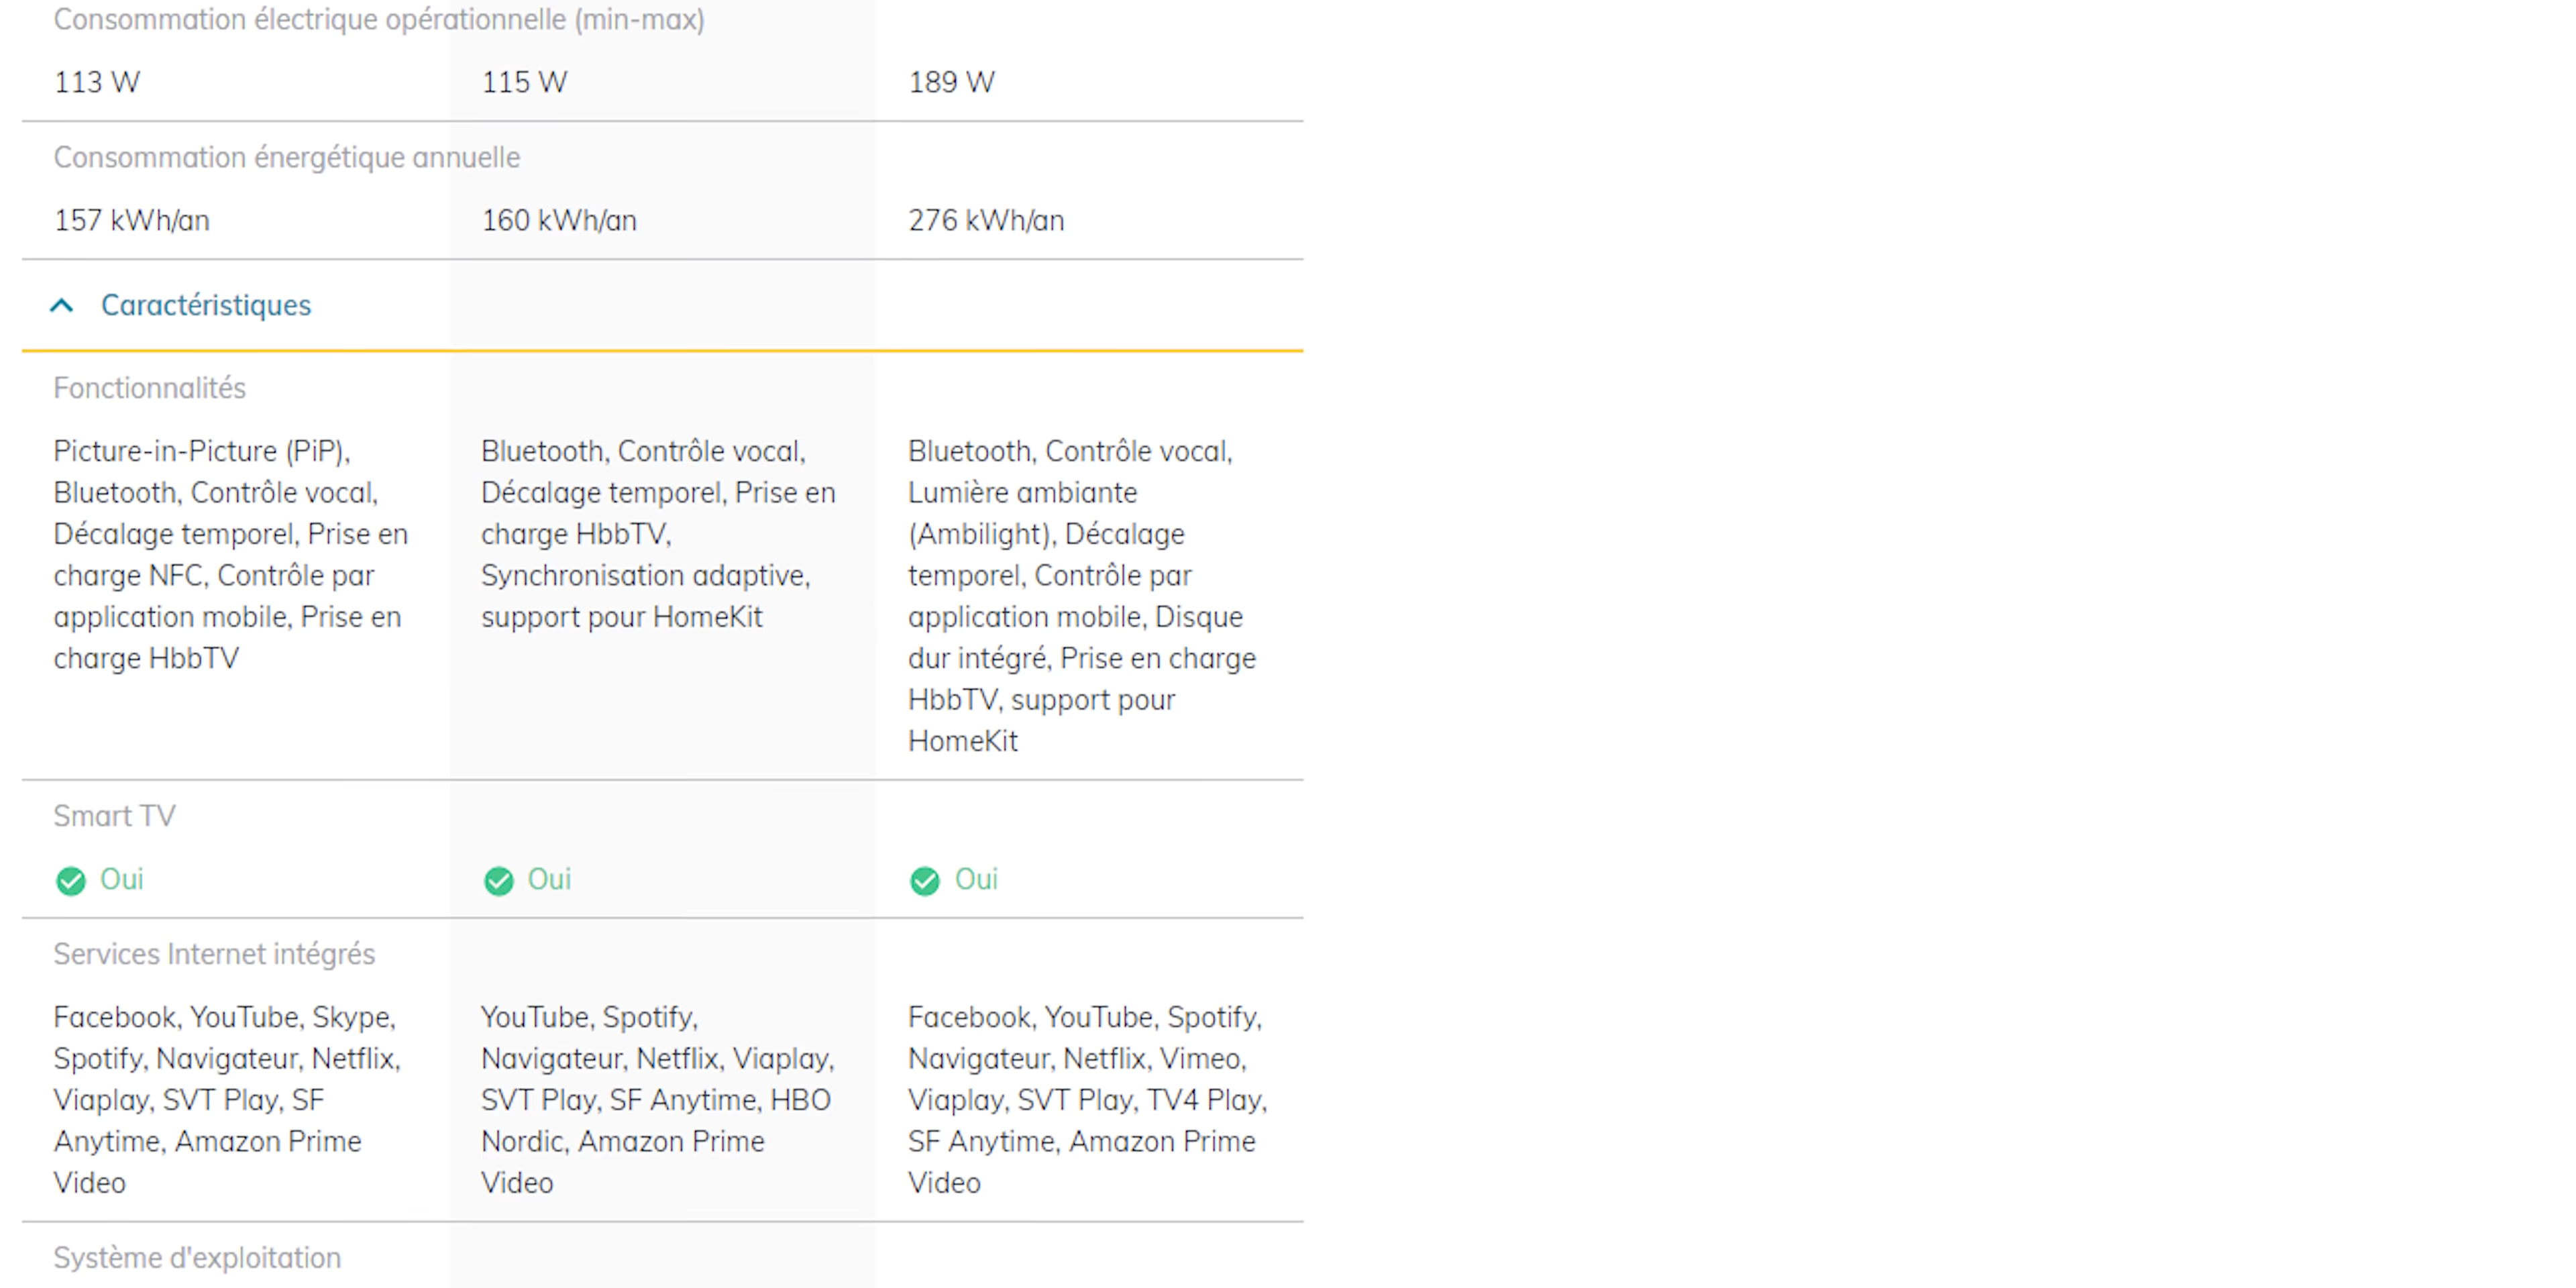 Consommation électrique opérationnelle (min-max)
113 W
115 W
189 W
Consommation énergétique annuelle
157 kWh/an
160 kWh/an
276 kWh/an
Caractéristiques
Fonctionnalités
Picture-in-Picture (PiP),
Bluetooth, Contrôle vocal,
Décalage temporel, Prise en
charge NFC, Contrôle par
application mobile, Prise en
charge HbbTV
Bluetooth, Contrôle vocal,
Décalage temporel, Prise en
charge HbbTV,
Synchronisation adaptive,
support pour HomeKit
Bluetooth, Contrôle vocal,
Lumière ambiante
(Ambilight), Décalage
temporel, Contrôle par
application mobile, Disque
dur intégré, Prise en charge
HbbTV, support pour
HomeKit
Smart TV
Oui
Oui
Oui
Services Internet intégrés
Facebook, YouTube, Skype,
Spotify, Navigateur, Netflix,
Viaplay, SVT Play, SF
Anytime, Amazon Prime
Video
YouTube, Spotify,
Navigateur, Netflix, Viaplay,
SVT Play, SF Anytime, HBO
Nordic, Amazon Prime
Video
Facebook, YouTube, Spotify,
Navigateur, Netflix, Vimeo,
Viaplay, SVT Play, TV4 Play,
SF Anytime, Amazon Prime
Video
Système d'exploitation